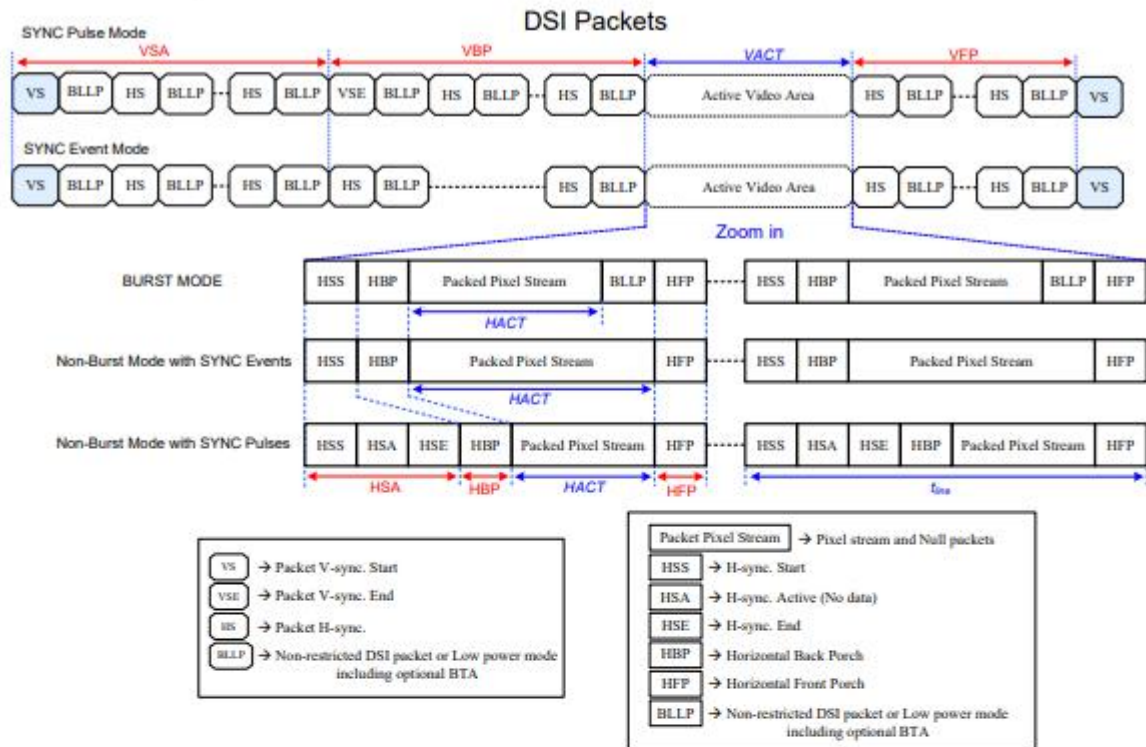 DSI Packets
SYNC Pulse Mode
VSA VBP VACT VFP
VS BLLP HS BLLP HS BLLP VSE BLLP HS BLLP HS BLLP Active Video Area HS BLLP HS BLLP VS
SYNC Event Mode
VS BLLP HS BLLP HS BLLP HS BLLP HS BLLP Active Video Area HS BLLP HS BLLP VS
Zoom in
BURST MODE HSS HBP Packed Pixel Stream BLLP HFP HSS HBP Packed Pixel Stream BLLP HFP
HACT
Non-Burst Mode with SYNC Events HSS HBP Packed Pixel Stream HFP HSS HBP Packed Pixel Stream HFP
HACT
Non-Burst Mode with SYNC Pulses HSS HSA HSE HBP Packed Pixel Stream HFP HSS HSA HSE HBP Packed Pixel Stream HFP
HSA HBP HACT HFP tline
VS → Packet V-sync. Start
VSE → Packet V-sync. End
HS → Packet H-sync.
BLLP → Non-restricted DSI packet or Low power mode
including optional BTA
Packet Pixel Stream → Pixel stream and Null packets
HSS → H-sync. Start
HSA → H-sync. Active (No data)
HSE → H-sync. End
HBP → Horizontal Back Porch
HFP → Horizontal Front Porch
BLLP → Non-restricted DSI packet or Low power mode
including optional BTA